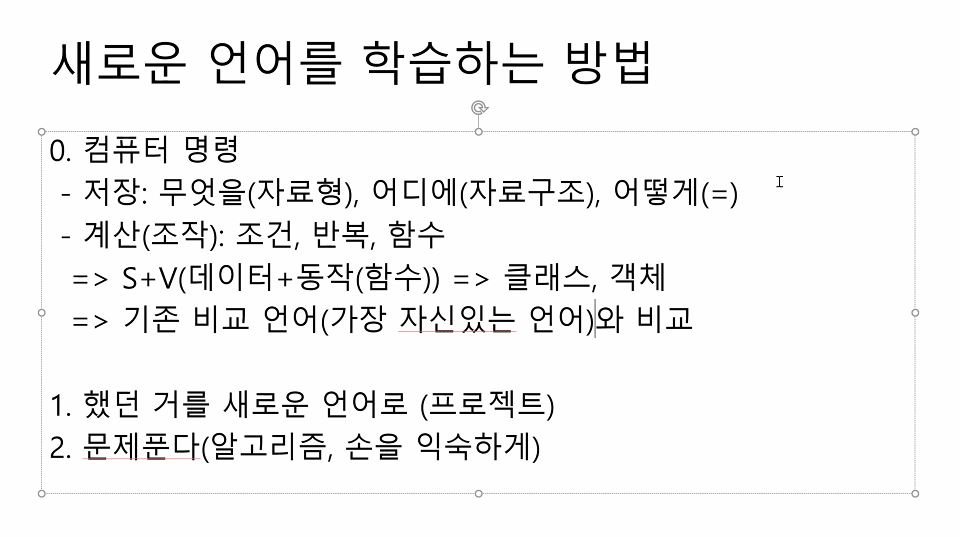 새로운 언어를 학습하는 방법
0. 컴퓨터 명령
- 저장: 무엇을(자료형), 어디에(자료구조), 어떻게(=)
- 계산(조작): 조건, 반복, 함수
=> S+V(데이터+동작(함수)) => 클래스, 객체
=> 기존 비교 언어(가장 자신있는 언어)와 비교
1. 했던 거를 새로운 언어로 (프로젝트)
2. 문제푼다(알고리즘, 손을 익숙하게)